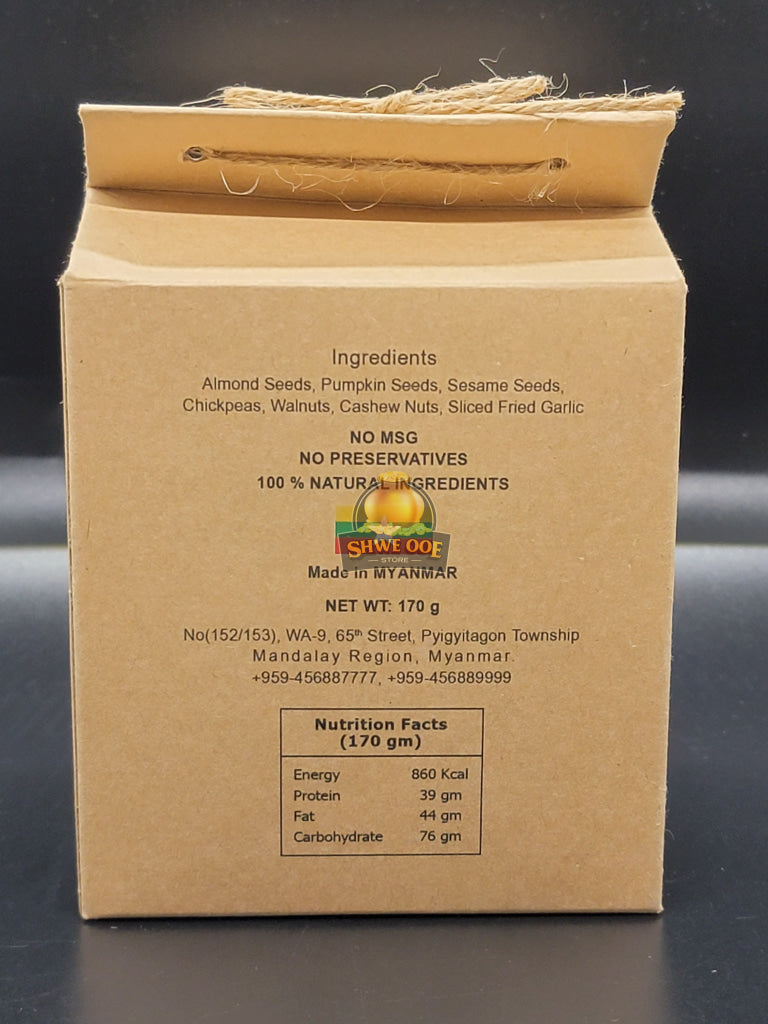 Ingredients
Almond Seeds, Pumpkin Seeds, Sesame Seeds,
Chickpeas, Walnuts, Cashew Nuts, Sliced Fried Garlic
NO MSG
NO PRESERVATIVES
100 % NATURAL INGREDIENTS
SHWE OOE
STORE
Made in MYANMAR
NET WT: 170 g
No(152/153), WA-9, 65th Street, Pyigyitagon Township
Mandalay Region, Myanmar.
+959-456887777, +959-456889999
Nutrition Facts
(170 gm)
Energy 860 Kcal
Protein 39 gm
Fat 44 gm
Carbohydrate 76 gm